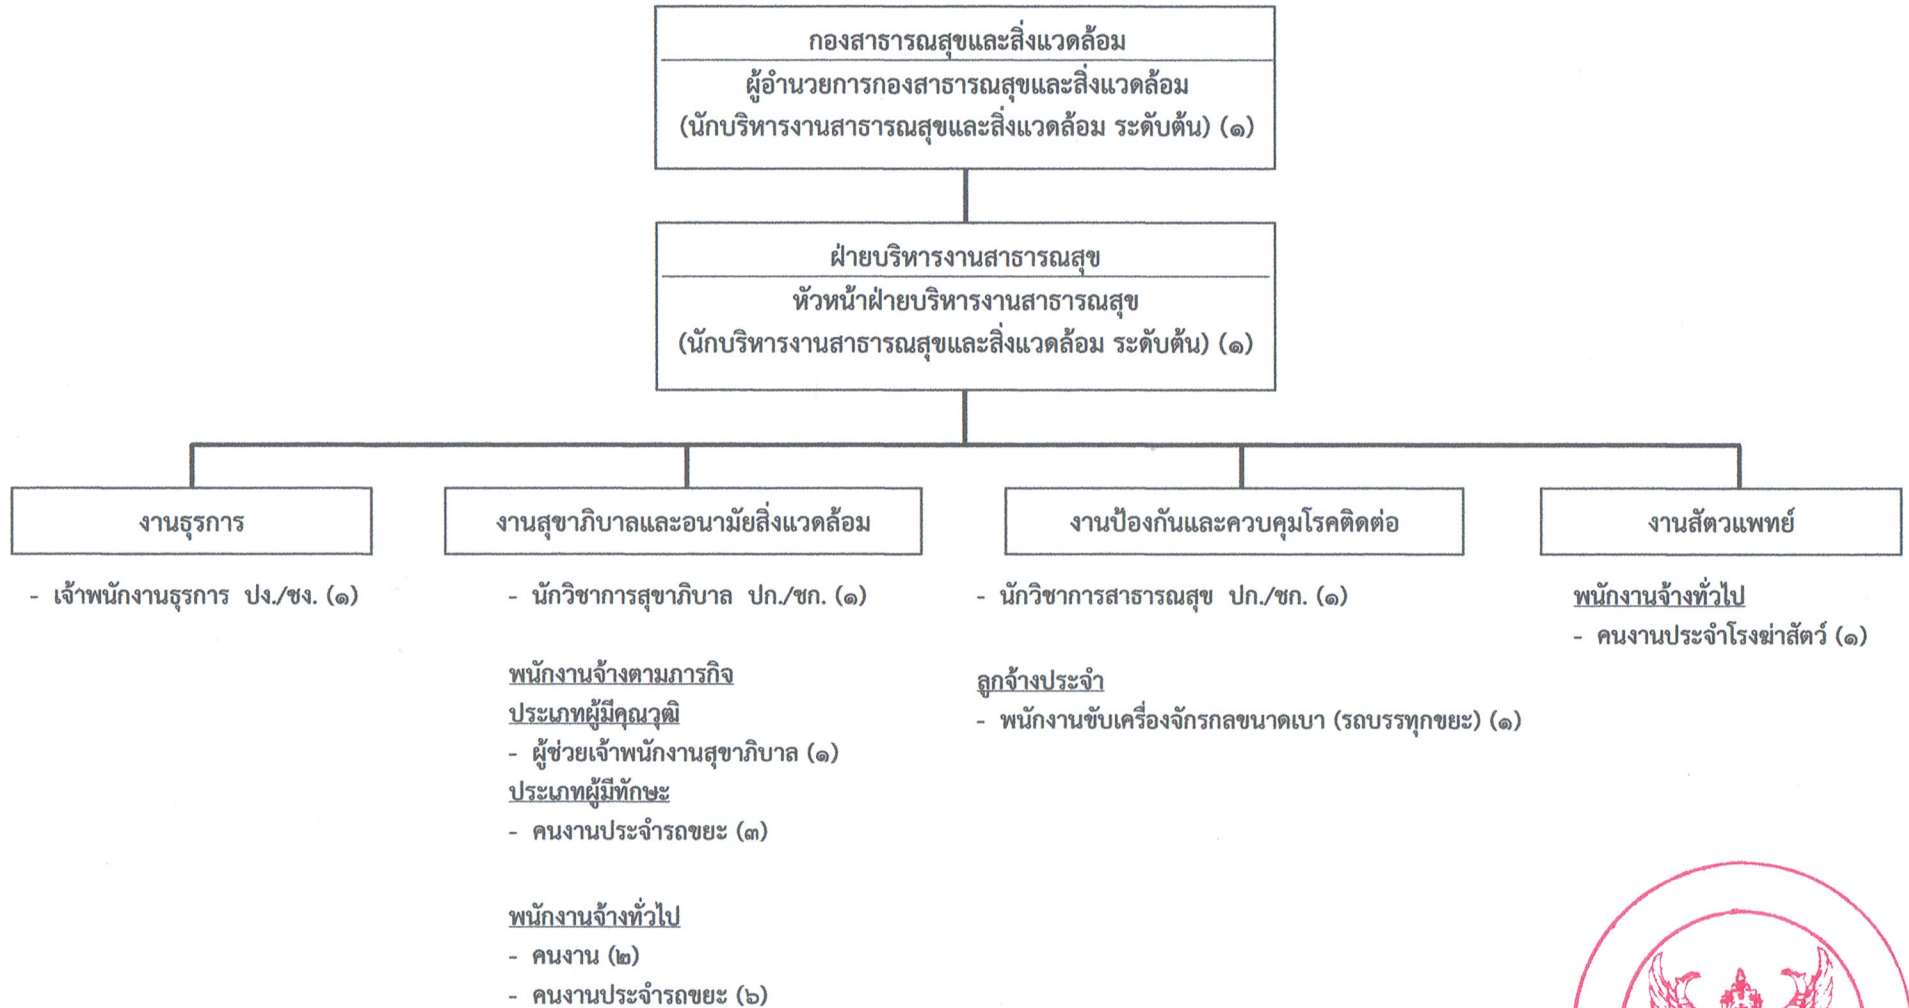 กองสาธารณสุขและสิ่งแวดล้อม
ผู้อำนวยการกองสาธารณสุขและสิ่งแวดล้อม
(นักบริหารงานสาธารณสุขและสิ่งแวดล้อม ระดับต้น) (๑)
ฝ่ายบริหารงานสาธารณสุข
หัวหน้าฝ่ายบริหารงานสาธารณสุข
(นักบริหารงานสาธารณสุขและสิ่งแวดล้อม ระดับต้น) (๑)
งานธุรการ
- เจ้าพนักงานธุรการ ปง./ชง. (๑)
งานสุขาภิบาลและอนามัยสิ่งแวดล้อม
- นักวิชาการสุขาภิบาล ปก./ชก. (๑)
พนักงานจ้างตามภารกิจ
ประเภทผู้มีคุณวุฒิ
- ผู้ช่วยเจ้าพนักงานสุขาภิบาล (๑)
ประเภทผู้มีทักษะ
- คนงานประจำรถขยะ (๓)
พนักงานจ้างทั่วไป
- คนงาน (๒)
- คนงานประจำรถขยะ (๖)
งานป้องกันและควบคุมโรคติดต่อ
- นักวิชาการสาธารณสุข ปก./ชก. (๑)
ลูกจ้างประจำ
- พนักงานขับเครื่องจักรกลขนาดเบา (รถบรรทุกขยะ) (๑)
งานสัตวแพทย์
พนักงานจ้างทั่วไป
- คนงานประจำโรงฆ่าสัตว์ (๑)